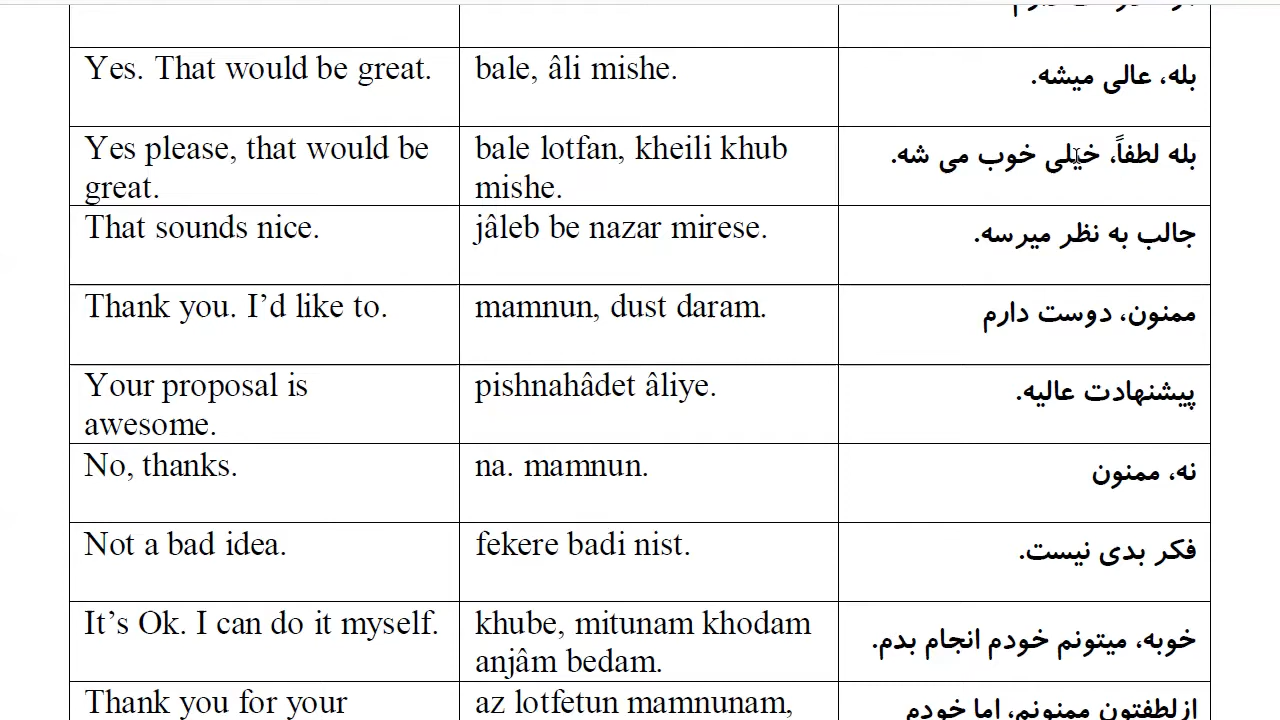 Yes. That would be great. bale, âli mishe. بله، عالی میشه.
Yes please, that would be great. bale lotfan, kheili khub mishe. بله لطفاً، خیلی خوب می شه.
That sounds nice. jâleb be nazar mirese. جالب به نظر میرسه.
Thank you. I’d like to. mamnun, dust daram. ممنون، دوست دارم
Your proposal is awesome. pishnahâdet âliye. پیشنهادت عالیه.
No, thanks. na. mamnun. نه، ممنون
Not a bad idea. fekere badi nist. فکر بدی نیست.
It’s Ok. I can do it myself. khube, mitunam khodam anjâm bedam. خوبه، میتونم خودم انجام بدم.
Thank you for your az lotfetun mamnunam, ازلطفتون ممنونم، اما خودم